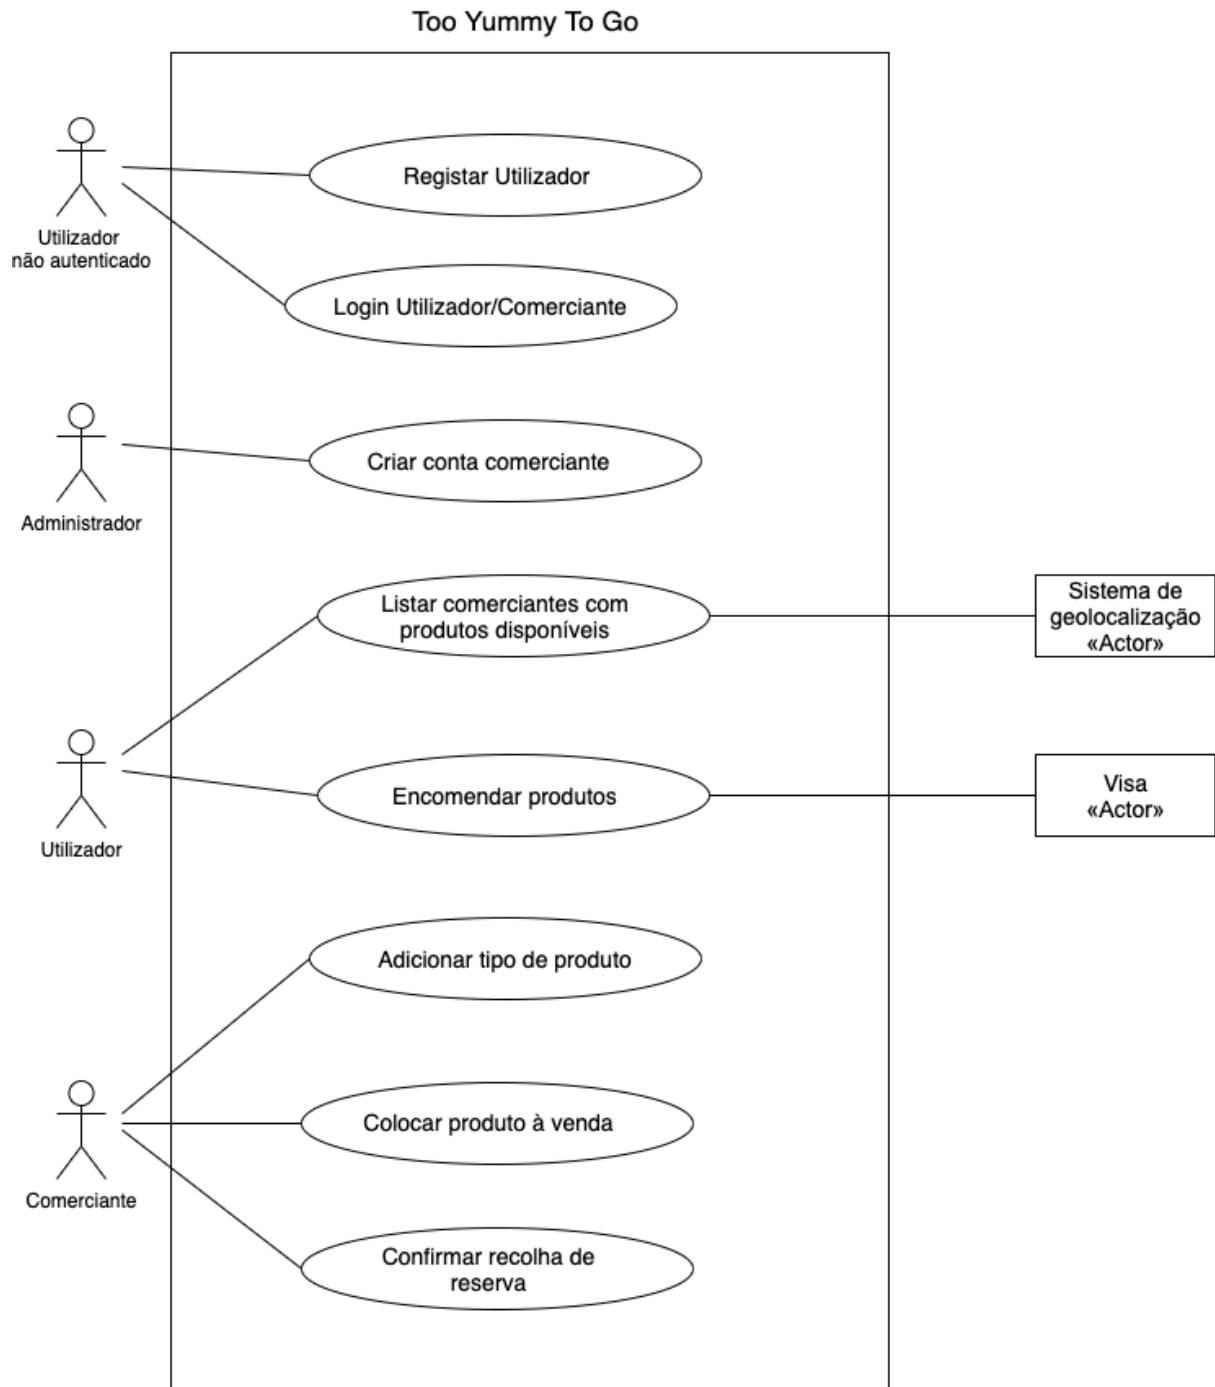 Too Yummy To Go
Registar Utilizador
Utilizador
não autenticado
Login Utilizador/Comerciante
Criar conta comerciante
Administrador
Listar comerciantes com
produtos disponíveis
Sistema de
geolocalização
«Actor»
Utilizador
Encomendar produtos
Visa
«Actor»
Adicionar tipo de produto
Colocar produto à venda
Comerciante
Confirmar recolha de
reserva